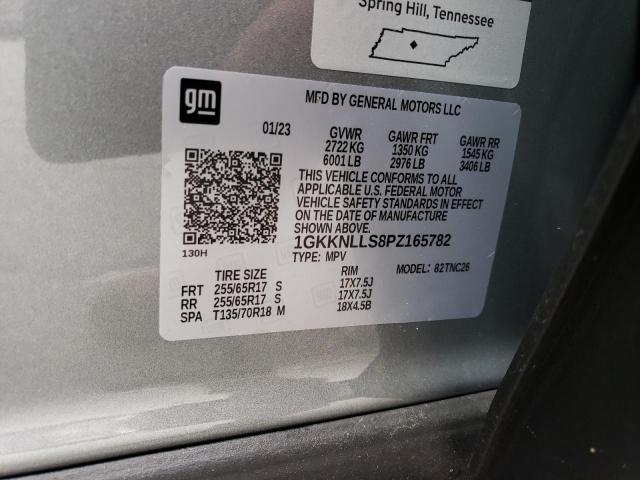 Spring Hill, Tennessee
gm
MFD BY GENERAL MOTORS LLC
01/23 GVWR GAWR FRT GAWR RR
2722 KG 1350 KG 1545 KG
6001 LB 2976 LB 3406 LB
THIS VEHICLE CONFORMS TO ALL
APPLICABLE U.S. FEDERAL MOTOR
VEHICLE SAFETY STANDARDS IN EFFECT
ON THE DATE OF MANUFACTURE
SHOWN ABOVE.
1GKKNLLS8PZ165782
130H
TYPE: MPV MODEL: 82TNC26
TIRE SIZE RIM
FRT 255/65R17 S 17X7.5J
RR 255/65R17 S 17X7.5J
SPA T135/70R18 M 18X4.5B